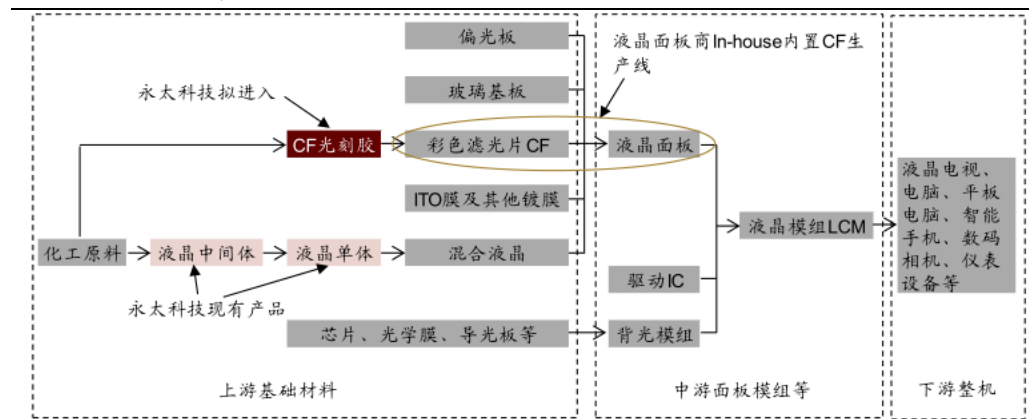 偏光板
液晶面板商In-house内置CF生
产线
玻璃基板
永太科技拟进入
CF光刻胶
彩色滤光片CF
液晶面板
ITO膜及其他镀膜
液晶电视、
电脑、平板
电脑、智能
手机、数码
相机、仪表
设备等
液晶模组LCM
化工原料
液晶中间体
液晶单体
混合液晶
驱动IC
永太科技现有产品
芯片、光学膜、导光板等
背光模组
上游基础材料
中游面板模组等
下游整机